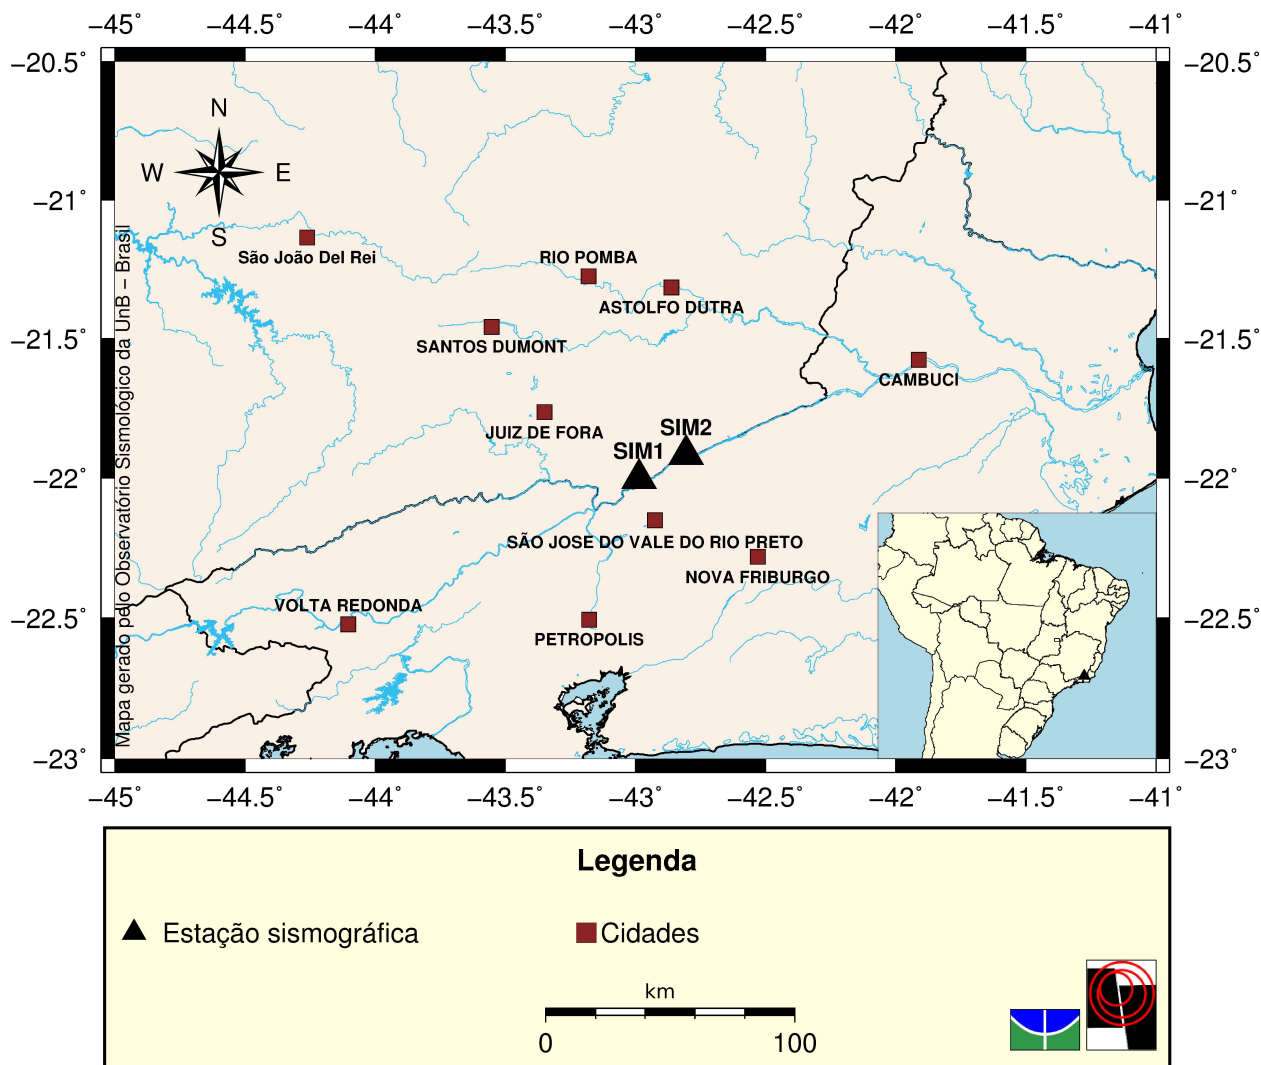 −45˚ −44.5˚ −44˚ −43.5˚ −43˚ −42.5˚ −42˚ −41.5˚ −41˚
−20.5˚ −20.5˚
N
W E
S
−21˚ −21˚
São João Del Rei
RIO POMBA
ASTOLFO DUTRA
SANTOS DUMONT
−21.5˚ −21.5˚
CAMBUCI
JUIZ DE FORA
SIM2
SIM1
−22˚ −22˚
SÃO JOSE DO VALE DO RIO PRETO
NOVA FRIBURGO
VOLTA REDONDA
−22.5˚ −22.5˚
PETROPOLIS
−23˚ −23˚
Mapa gerado pelo Observatório Sismológico da UnB − Brasil
−45˚ −44.5˚ −44˚ −43.5˚ −43˚ −42.5˚ −42˚ −41.5˚ −41˚
Legenda
Estação sismográfica Cidades
km
0 100